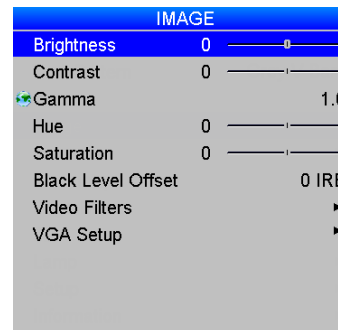 IMAGE
Brightness 0
Contrast 0
Gamma 1.0
Hue 0
Saturation 0
Black Level Offset 0 IRE
Video Filters
VGA Setup